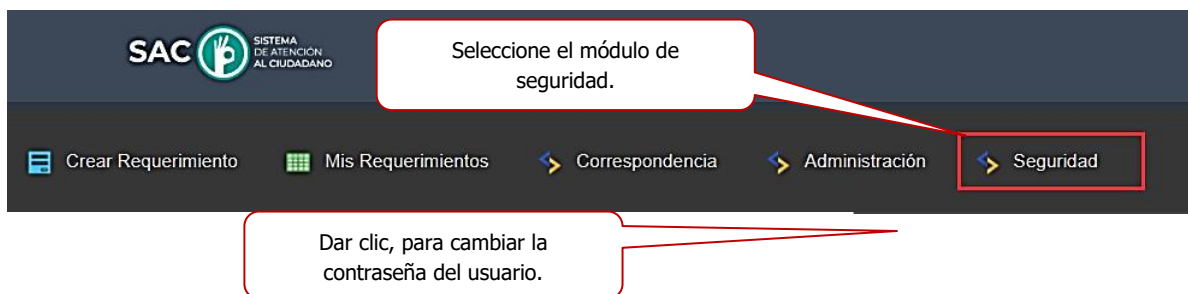 SAC
SISTEMA
DE ATENCIÓN
AL CIUDADANO
Seleccione el módulo de
seguridad.
Crear Requerimiento
Mis Requerimientos
Correspondencia
Administración
Seguridad
Dar clic, para cambiar la
contraseña del usuario.